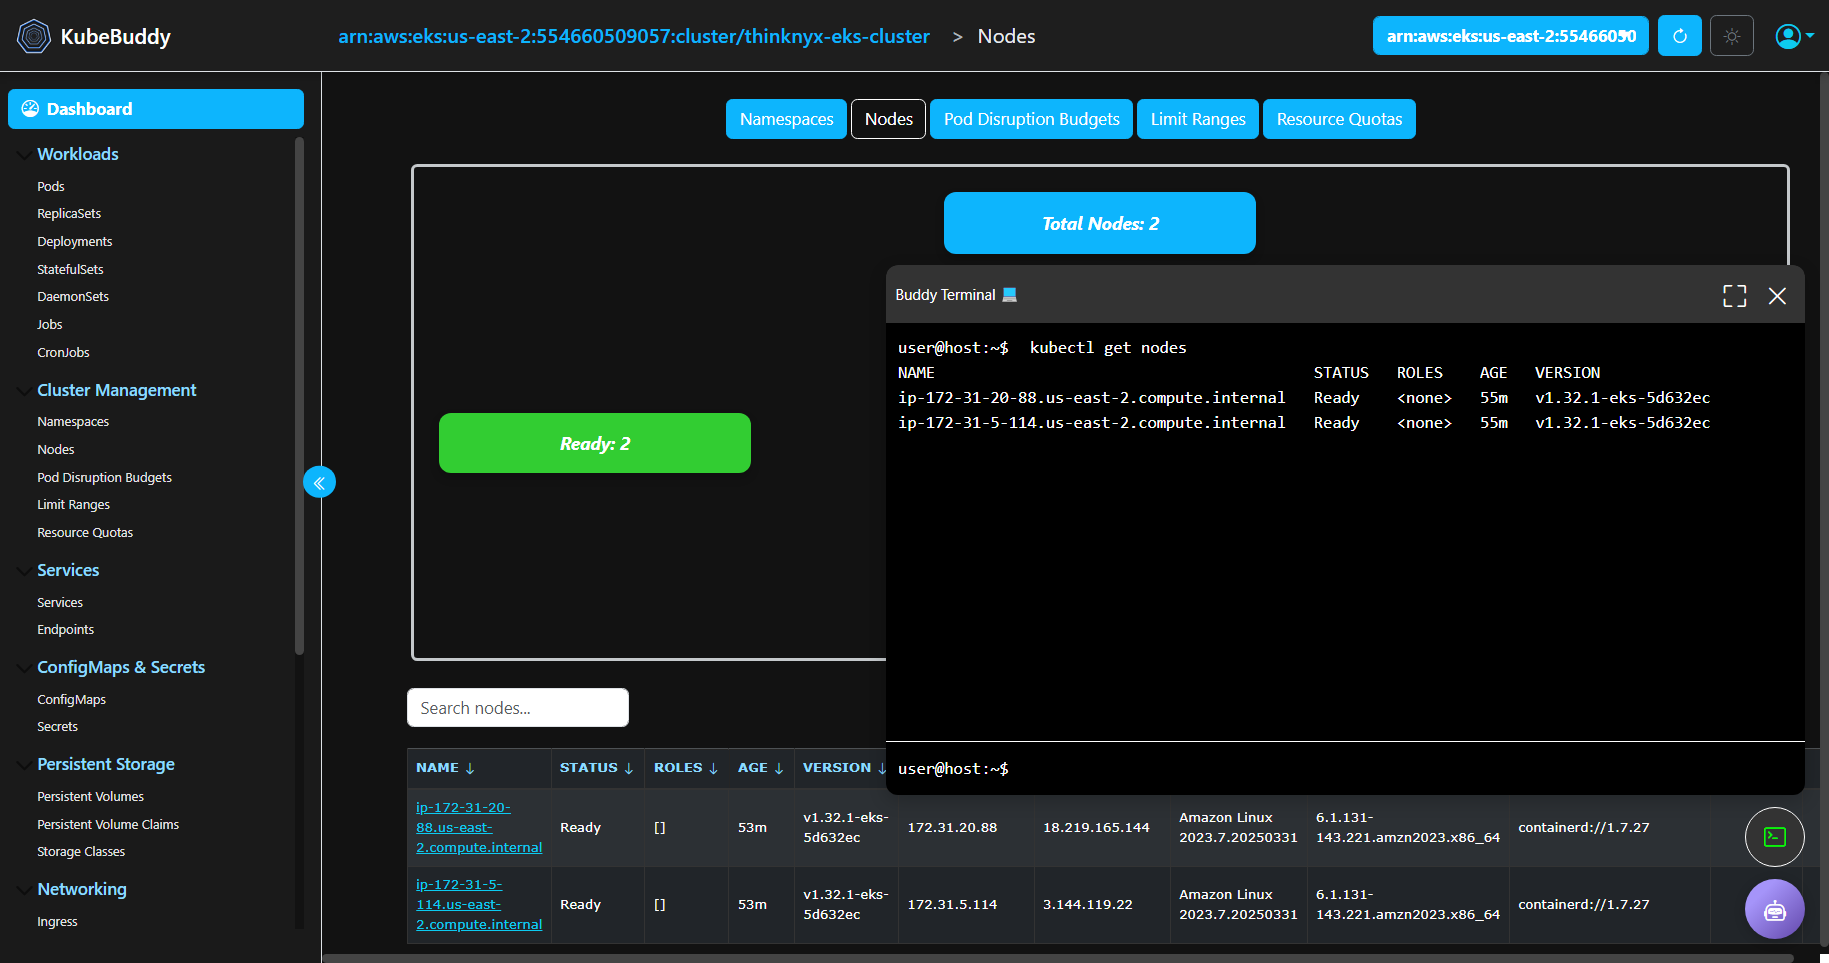 KubeBuddy
arn:aws:eks:us-east-2:554660509057:cluster/thinknyx-eks-cluster > Nodes
arn:aws:eks:us-east-2:55466050
Dashboard
Workloads
Pods
ReplicaSets
Deployments
StatefulSets
DaemonSets
Jobs
CronJobs
Cluster Management
Namespaces
Nodes
Pod Disruption Budgets
Limit Ranges
Resource Quotas
Services
Services
Endpoints
ConfigMaps & Secrets
ConfigMaps
Secrets
Persistent Storage
Persistent Volumes
Persistent Volume Claims
Storage Classes
Networking
Ingress
Namespaces Nodes Pod Disruption Budgets Limit Ranges Resource Quotas
Total Nodes: 2
Ready: 2
Buddy Terminal
user@host:~$ kubectl get nodes
NAME STATUS ROLES AGE VERSION
ip-172-31-20-88.us-east-2.compute.internal Ready <none> 55m v1.32.1-eks-5d632ec
ip-172-31-5-114.us-east-2.compute.internal Ready <none> 55m v1.32.1-eks-5d632ec
user@host:~$
Search nodes...
NAME ↓ STATUS ↓ ROLES ↓ AGE ↓ VERSION ↓
ip-172-31-20-
88.us-east-
2.compute.internal
Ready [] 53m
v1.32.1-eks-
5d632ec
172.31.20.88 18.219.165.144
Amazon Linux
2023.7.20250331
6.1.131-
143.221.amzn2023.x86_64
containerd://1.7.27
ip-172-31-5-
114.us-east-
2.compute.internal
Ready [] 53m
v1.32.1-eks-
5d632ec
172.31.5.114 3.144.119.22
Amazon Linux
2023.7.20250331
6.1.131-
143.221.amzn2023.x86_64
containerd://1.7.27